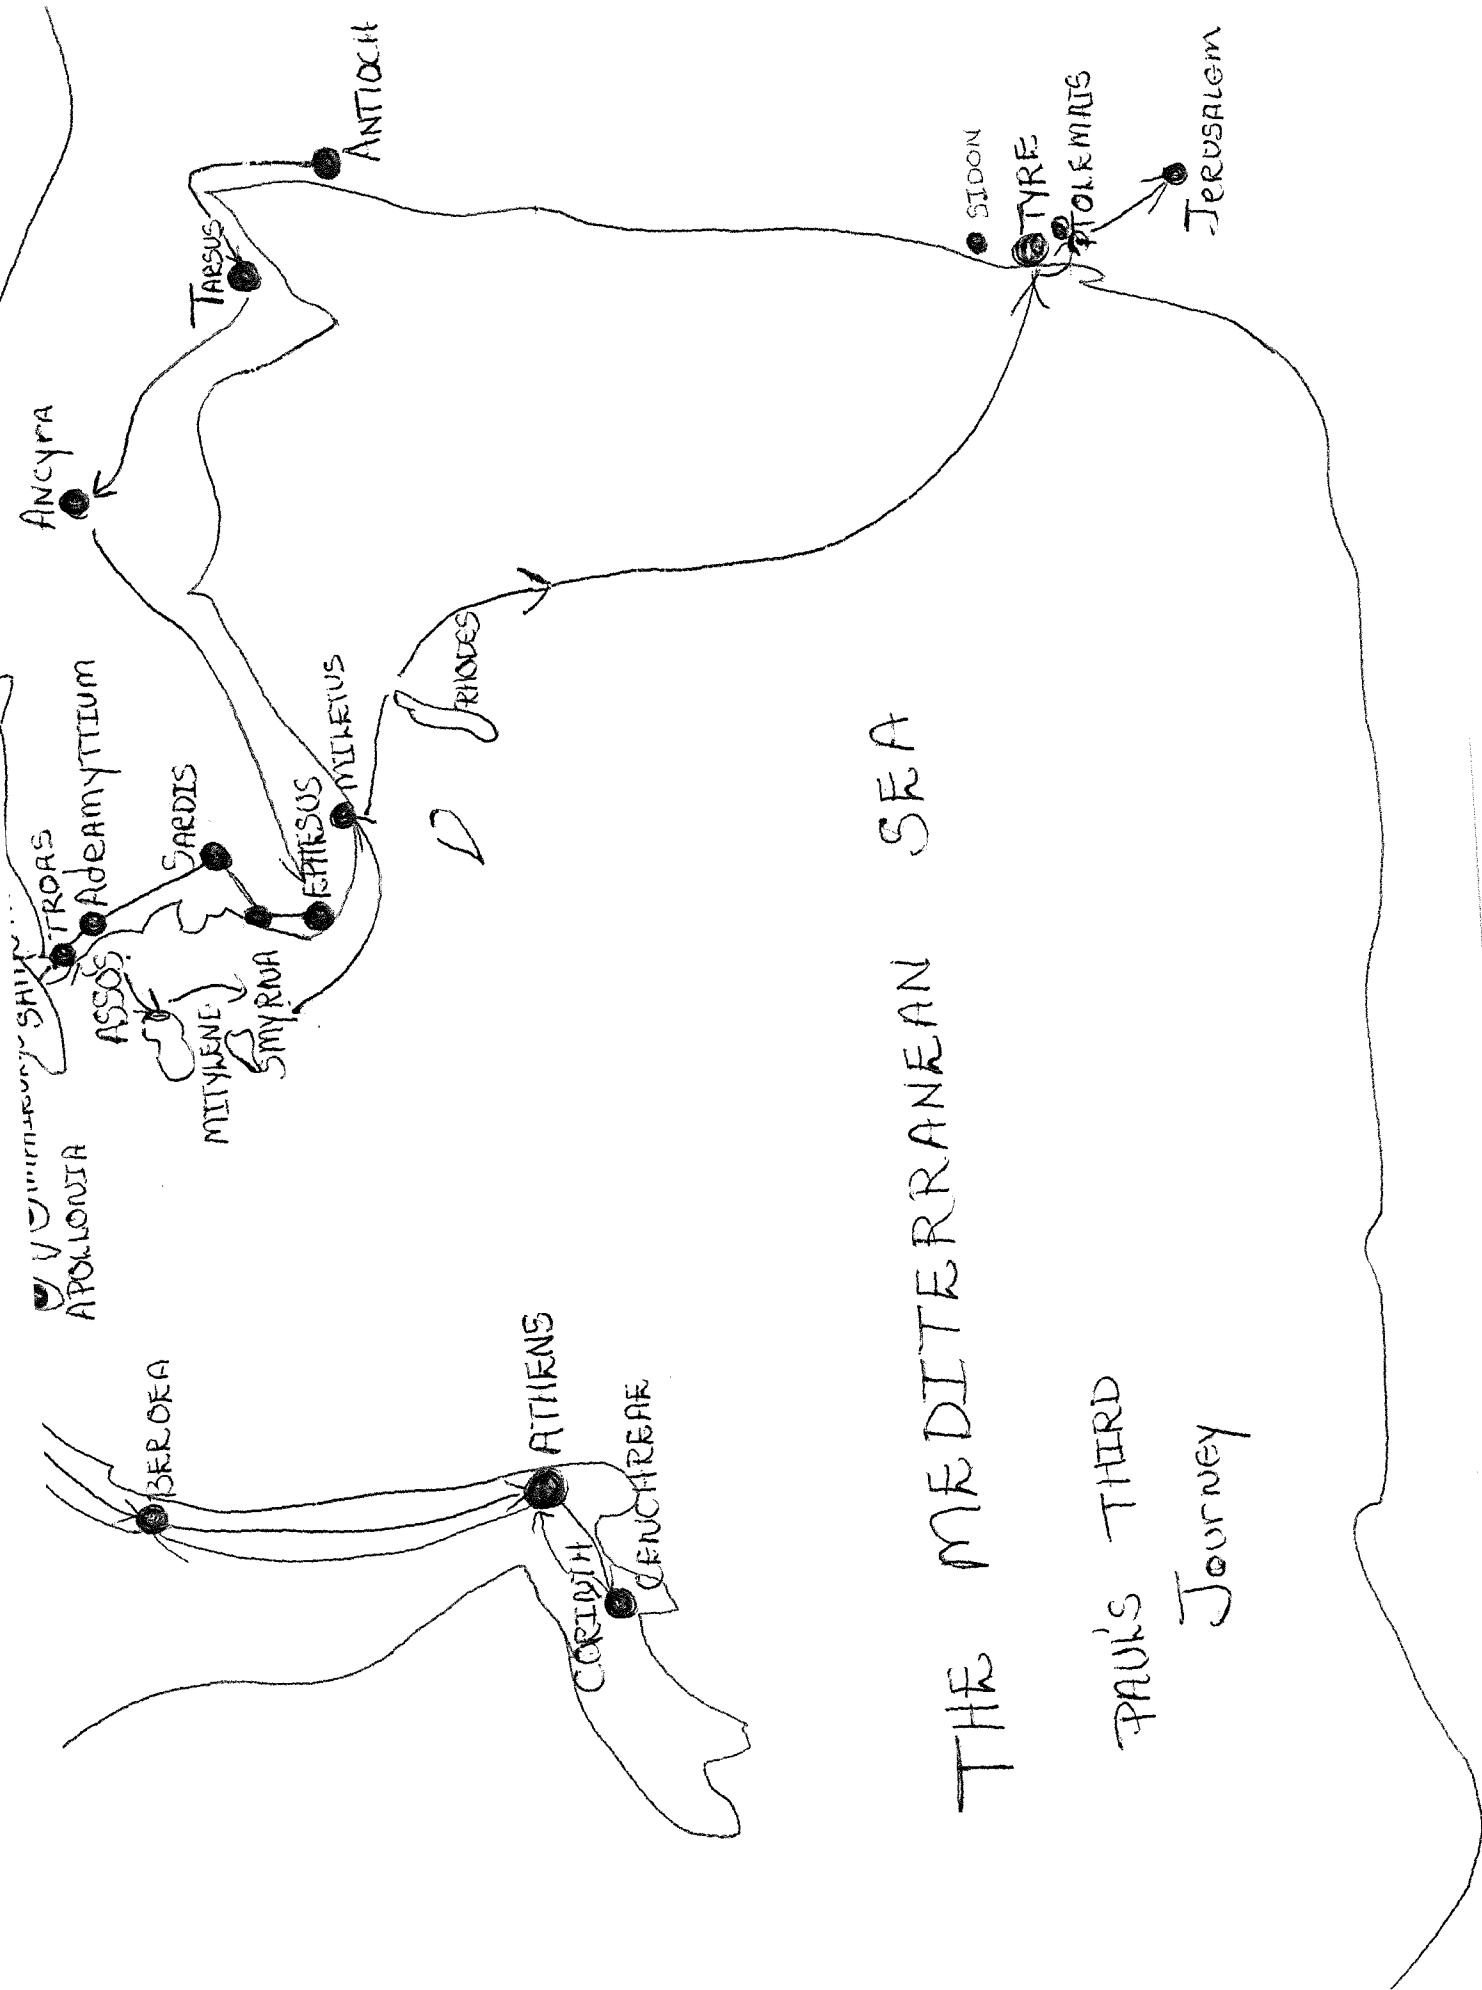 APOLLONIA
BEROEA
ATHENS
CORINTH
CENCHREAE
TROAS
Ademyttium
ASSOS
MITYLENE
SARDIS
SMYRNA
EPHESUS
MILETUS
RHODES
ANCyrA
TARSUS
ANTIOCH
SIDON
TYRE
PTOLEMAIS
JERUSALEM
THE MEDITERRANEAN SEA
PAUL'S THIRD
JOURNEY